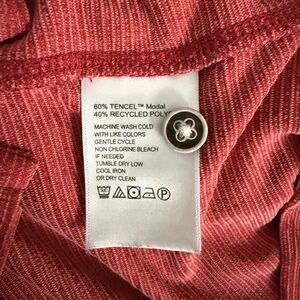 60% TENCEL™ Modal
40% RECYCLED POLY
MACHINE WASH COLD
WITH LIKE COLORS
GENTLE CYCLE
NON CHLORINE BLEACH
IF NEEDED
TUMBLE DRY LOW
COOL IRON
OR DRY CLEAN